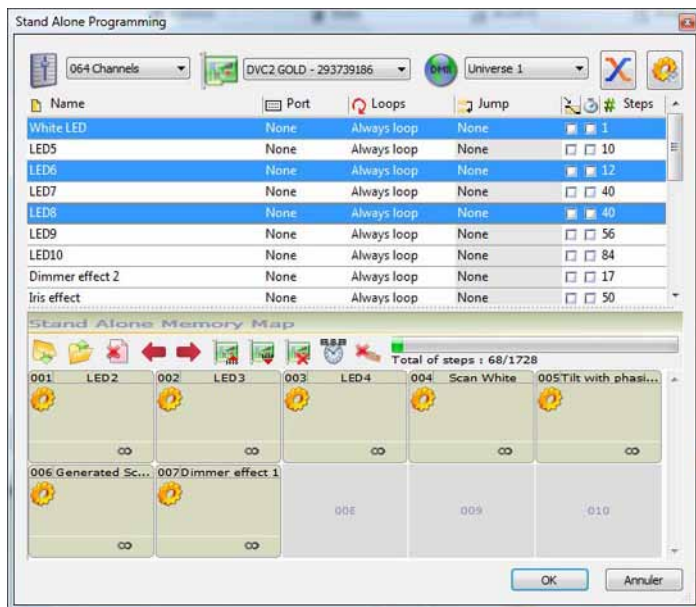 Stand Alone Programming
064 Channels DVC2 GOLD - 293739186 DMX Universe 1
Name Port Loops Jump # Steps
White LED None Always loop None 1
LED5 None Always loop None 10
LED6 None Always loop None 12
LED7 None Always loop None 40
LED8 None Always loop None 40
LED9 None Always loop None 56
LED10 None Always loop None 84
Dimmer effect 2 None Always loop None 17
Iris effect None Always loop None 50
Stand Alone Memory Map
Total of steps : 68/1728
001 LED2 002 LED3 003 LED4 004 Scan White 005 Tilt with phasi...
006 Generated Sc... 007 Dimmer effect 1 008 009 010
OK Annuler